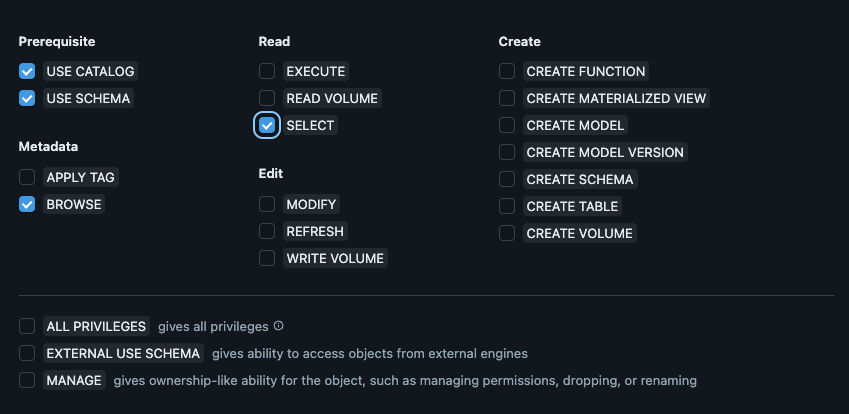 Prerequisite
USE CATALOG
USE SCHEMA
Metadata
APPLY TAG
BROWSE
Read
EXECUTE
READ VOLUME
SELECT
Edit
MODIFY
REFRESH
WRITE VOLUME
Create
CREATE FUNCTION
CREATE MATERIALIZED VIEW
CREATE MODEL
CREATE MODEL VERSION
CREATE SCHEMA
CREATE TABLE
CREATE VOLUME
ALL PRIVILEGES gives all privileges
EXTERNAL USE SCHEMA gives ability to access objects from external engines
MANAGE gives ownership-like ability for the object, such as managing permissions, dropping, or renaming